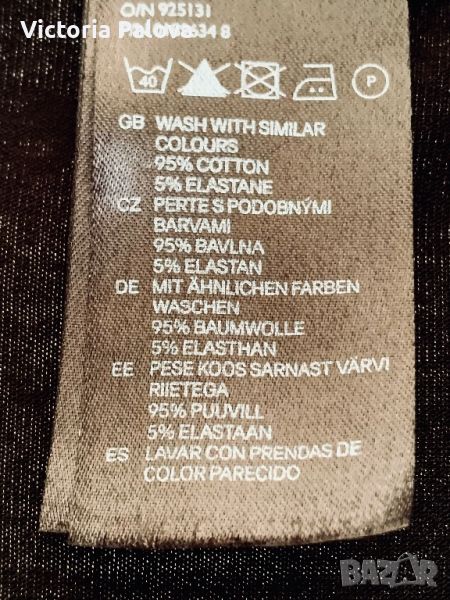 O/N 925131
Victoria Palova
40
P
GB WASH WITH SIMILAR
COLOURS
95% COTTON
5% ELASTANE
CZ PERTE S PODOBNÝMI
BARVAMI
95% BAVLNA
5% ELASTAN
DE MIT ÄHNLICHEN FARBEN
WASCHEN
95% BAUMWOLLE
5% ELASTHAN
EE PESE KOOS SARNAST VÄRVI
RIIETEGA
95% PUUVILL
5% ELASTAAN
ES LAVAR CON PRENDAS DE
COLOR PARECIDO
BAZAR